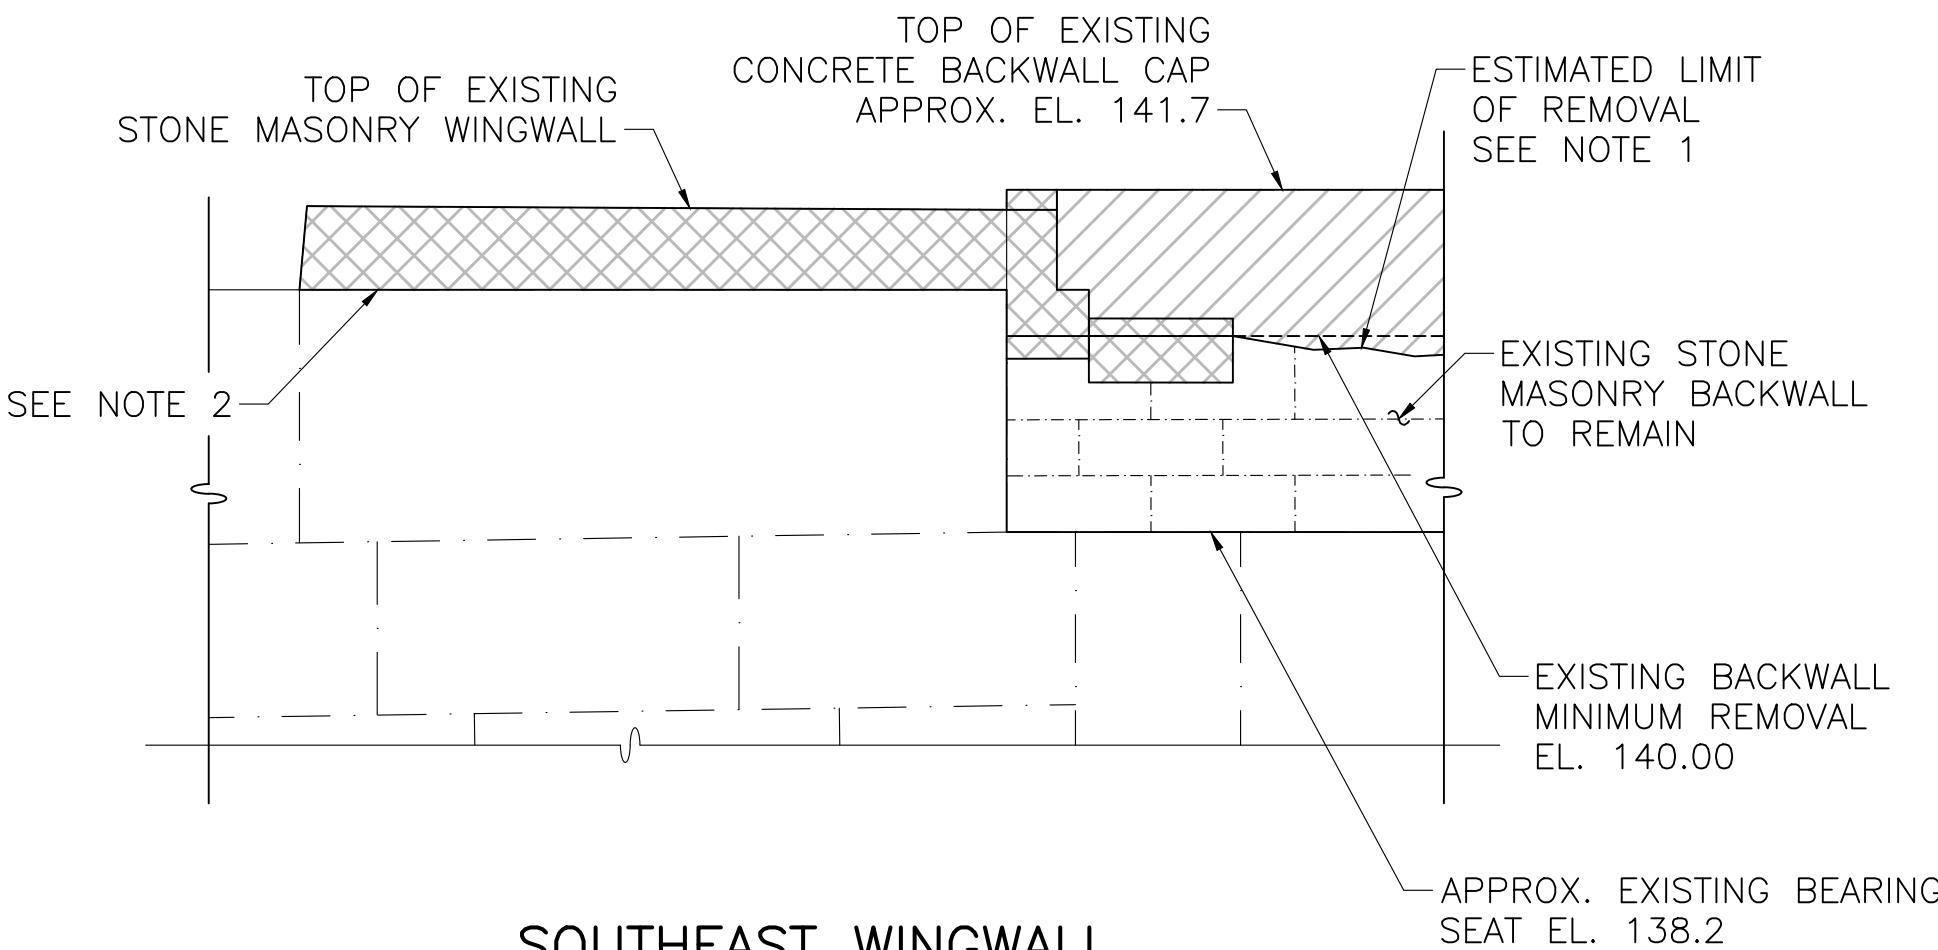 TOP OF EXISTING
CONCRETE BACKWALL CAP
APPROX. EL. 141.7
ESTIMATED LIMIT
OF REMOVAL
SEE NOTE 1
TOP OF EXISTING
STONE MASONRY WINGWALL
SEE NOTE 2
EXISTING STONE
MASONRY BACKWALL
TO REMAIN
EXISTING BACKWALL
MINIMUM REMOVAL
EL. 140.00
APPROX. EXISTING BEARING
SEAT EL. 138.2
SOUTHEAST WINGWALL